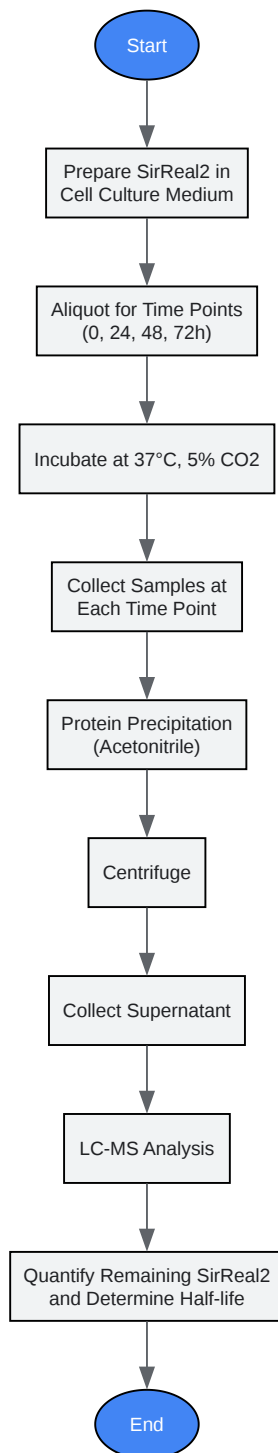 Start
Prepare SirReal2 in
Cell Culture Medium
Aliquot for Time Points
(0, 24, 48, 72h)
Incubate at 37°C, 5% CO2
Collect Samples at
Each Time Point
Protein Precipitation
(Acetonitrile)
Centrifuge
Collect Supernatant
LC-MS Analysis
Quantify Remaining SirReal2
and Determine Half-life
End